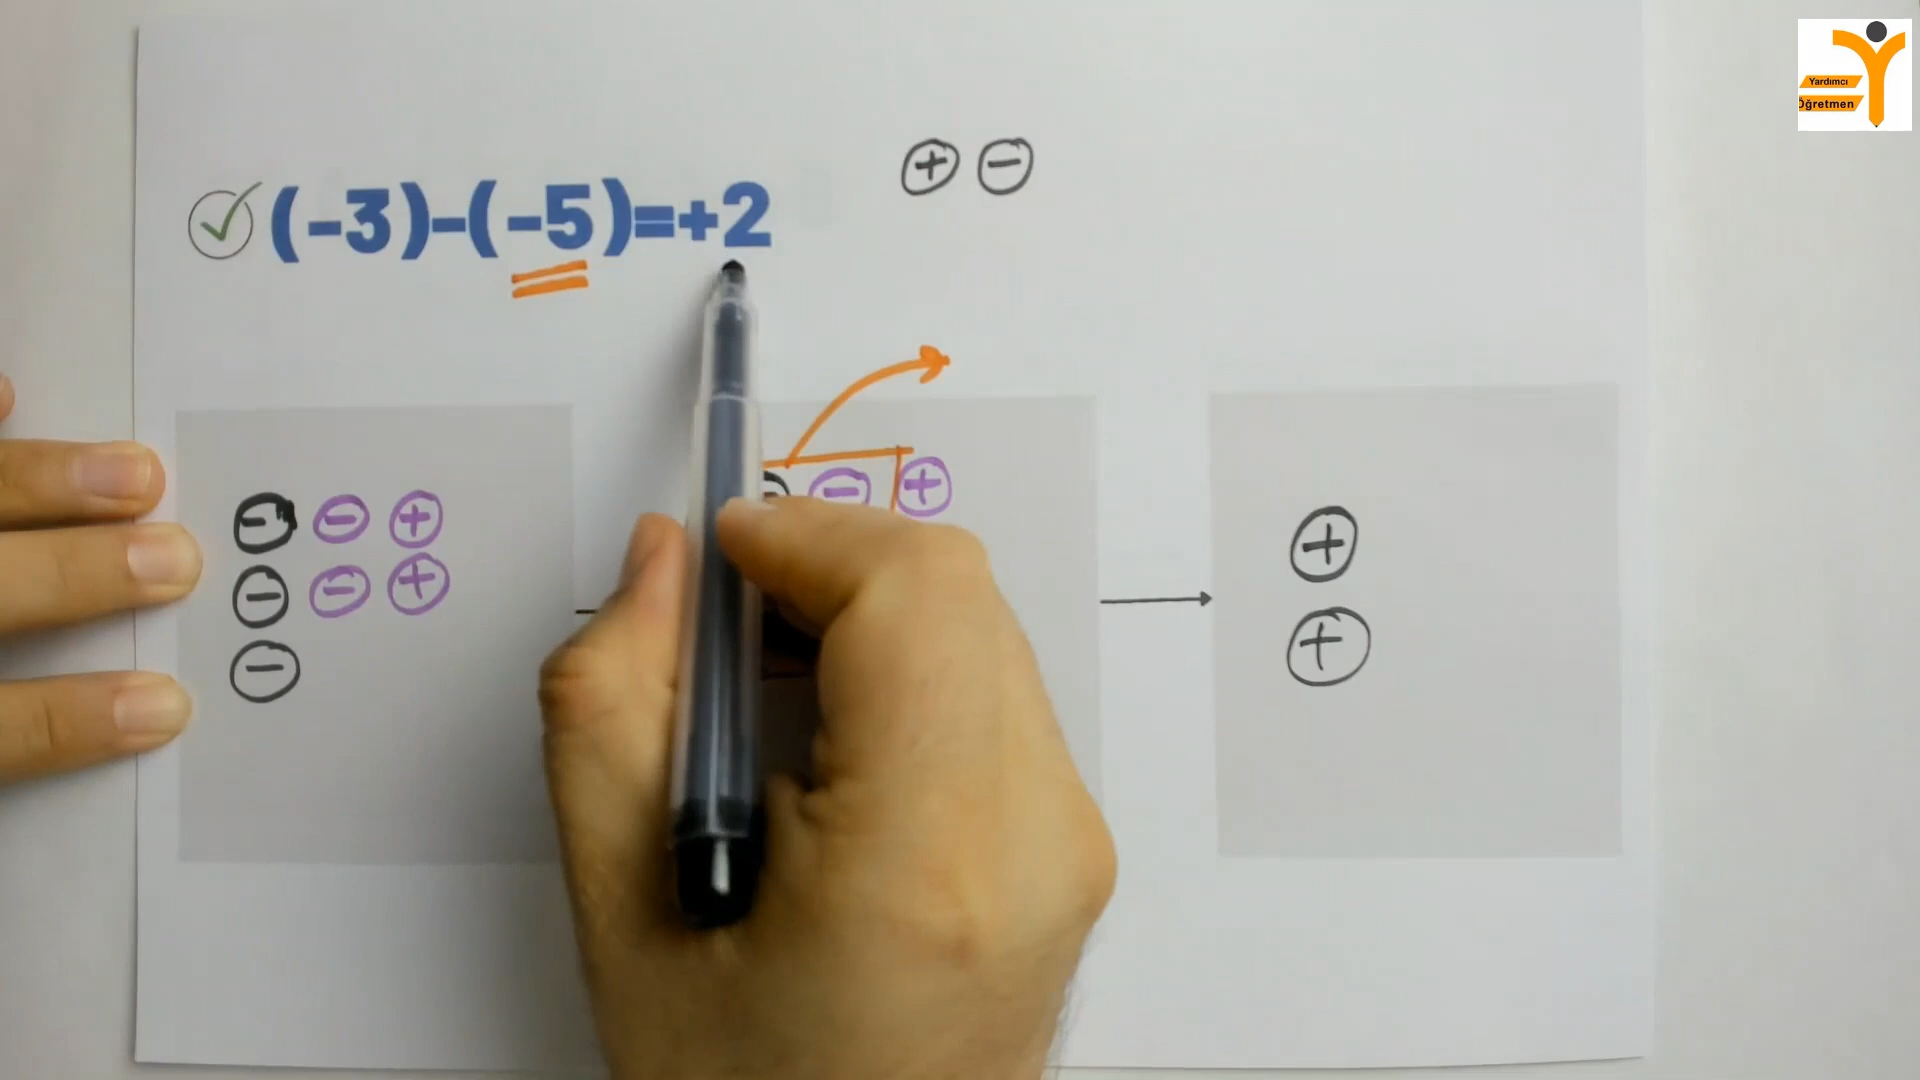 (-3)-(-5)=+2
+ -
- - +
- - +
-
- +
+
+
Yardımcı
Öğretmen